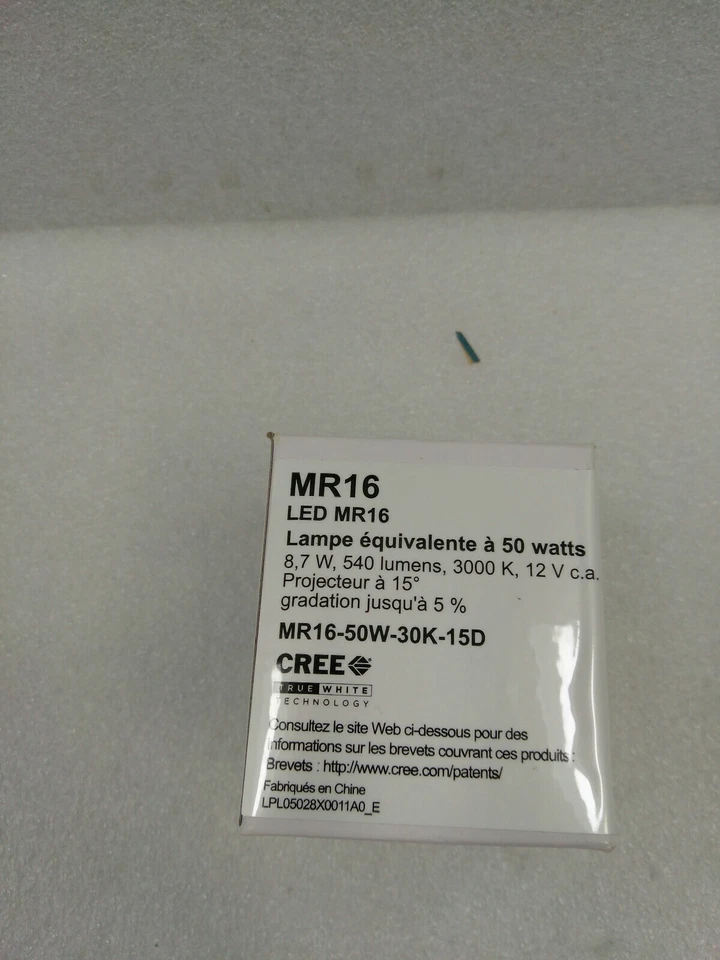 MR16
LED MR16
Lampe équivalente à 50 watts
8,7 W, 540 lumens, 3000 K, 12 V c.a.
Projecteur à 15°
gradation jusqu'à 5 %
MR16-50W-30K-15D
CREE
TRUE WHITE
TECHNOLOGY
Consultez le site Web ci-dessous pour des
informations sur les brevets couvrant ces produits :
Brevets : http://www.cree.com/patents/
Fabriqués en Chine
LPL05028X0011A0_E